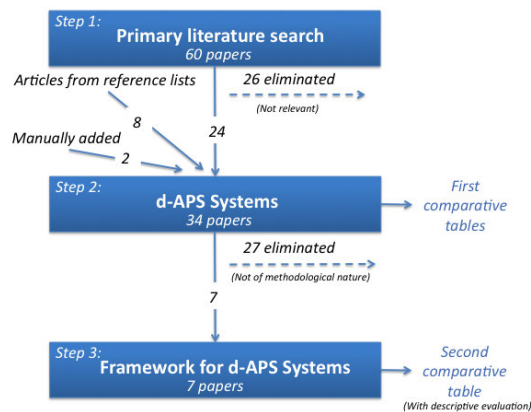 Step 1:
Primary literature search
60 papers
Articles from reference lists
26 eliminated
(Not relevant)
8
24
Manually added
2
Step 2:
d-APS Systems
34 papers
First
comparative
tables
27 eliminated
(Not of methodological nature)
7
Step 3:
Framework for d-APS Systems
7 papers
Second
comparative
table
(With descriptive evaluation)